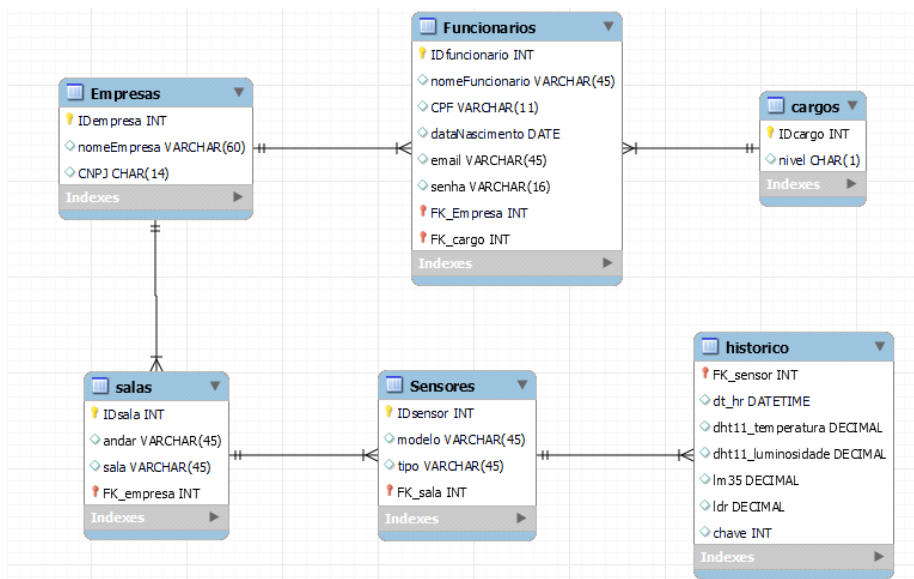 Funcionarios
IDfuncionario INT
nomeFuncionario VARCHAR(45)
CPF VARCHAR(11)
dataNascimento DATE
email VARCHAR(45)
senha VARCHAR(16)
FK_Empresa INT
FK_cargo INT
Indexes
Empresas
IDempresa INT
nomeEmpresa VARCHAR(60)
CNPJ CHAR(14)
Indexes
cargos
IDcargo INT
nivel CHAR(1)
Indexes
salas
IDsala INT
andar VARCHAR(45)
sala VARCHAR(45)
FK_empresa INT
Indexes
Sensores
IDsensor INT
modelo VARCHAR(45)
tipo VARCHAR(45)
FK_sala INT
Indexes
historico
FK_sensor INT
dt_hr DATETIME
dht11_temperatura DECIMAL
dht11_luminosidade DECIMAL
lm35 DECIMAL
ldr DECIMAL
chave INT
Indexes